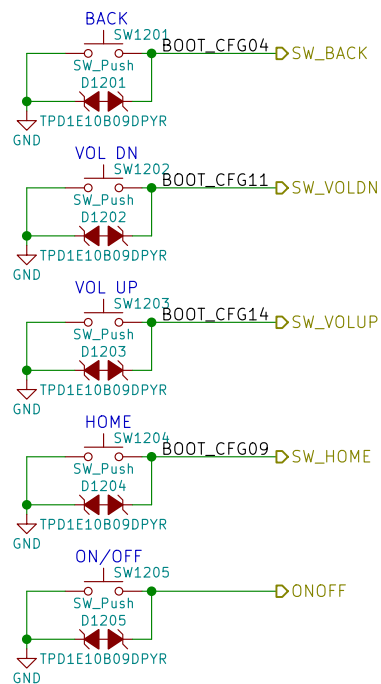 BACK
SW1201
BOOT_CFG04
SW_BACK
SW_Push
D1201
TPD1E10B09DPYR
GND
VOL DN
SW1202
BOOT_CFG11
SW_VOLDN
SW_Push
D1202
TPD1E10B09DPYR
GND
VOL UP
SW1203
BOOT_CFG14
SW_VOLUP
SW_Push
D1203
TPD1E10B09DPYR
GND
HOME
SW1204
BOOT_CFG09
SW_HOME
SW_Push
D1204
TPD1E10B09DPYR
GND
ON/OFF
SW1205
ONOFF
SW_Push
D1205
TPD1E10B09DPYR
GND